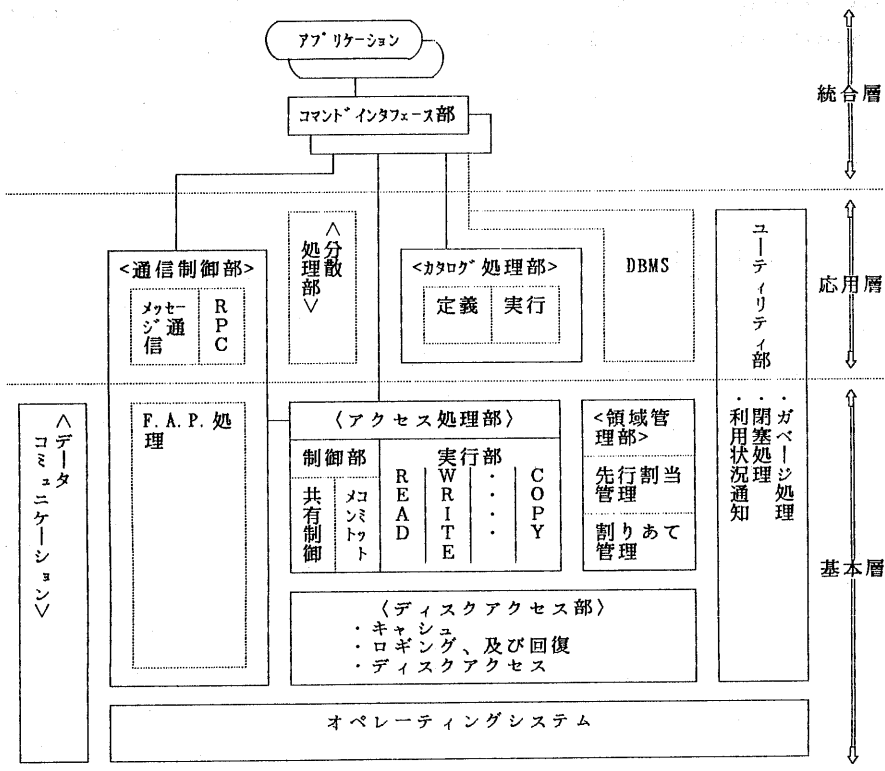 アプリケーション
コマンドインタフェース部
統合層
<通信制御部>
メッセー
ジ通
信
RPC
<分散
処理部>
<カタログ処理部>
定義
実行
DBMS
ユーティリティ部
・ガベージ処理
・閉塞処理
・利用状況通知
応用層
<データ
コミュニケーション>
F.A.P.処
理
〈アクセス処理部〉
制御部
実行部
共有制御
コミット
メント
READ
WRITE
・・・・
COPY
<領域管
理部>
先行割当
管理
割りあて
管理
基本層
〈ディスクアクセス部〉
・キャシュ
・ロギング、及び回復
・ディスクアクセス
オペレーティングシステム